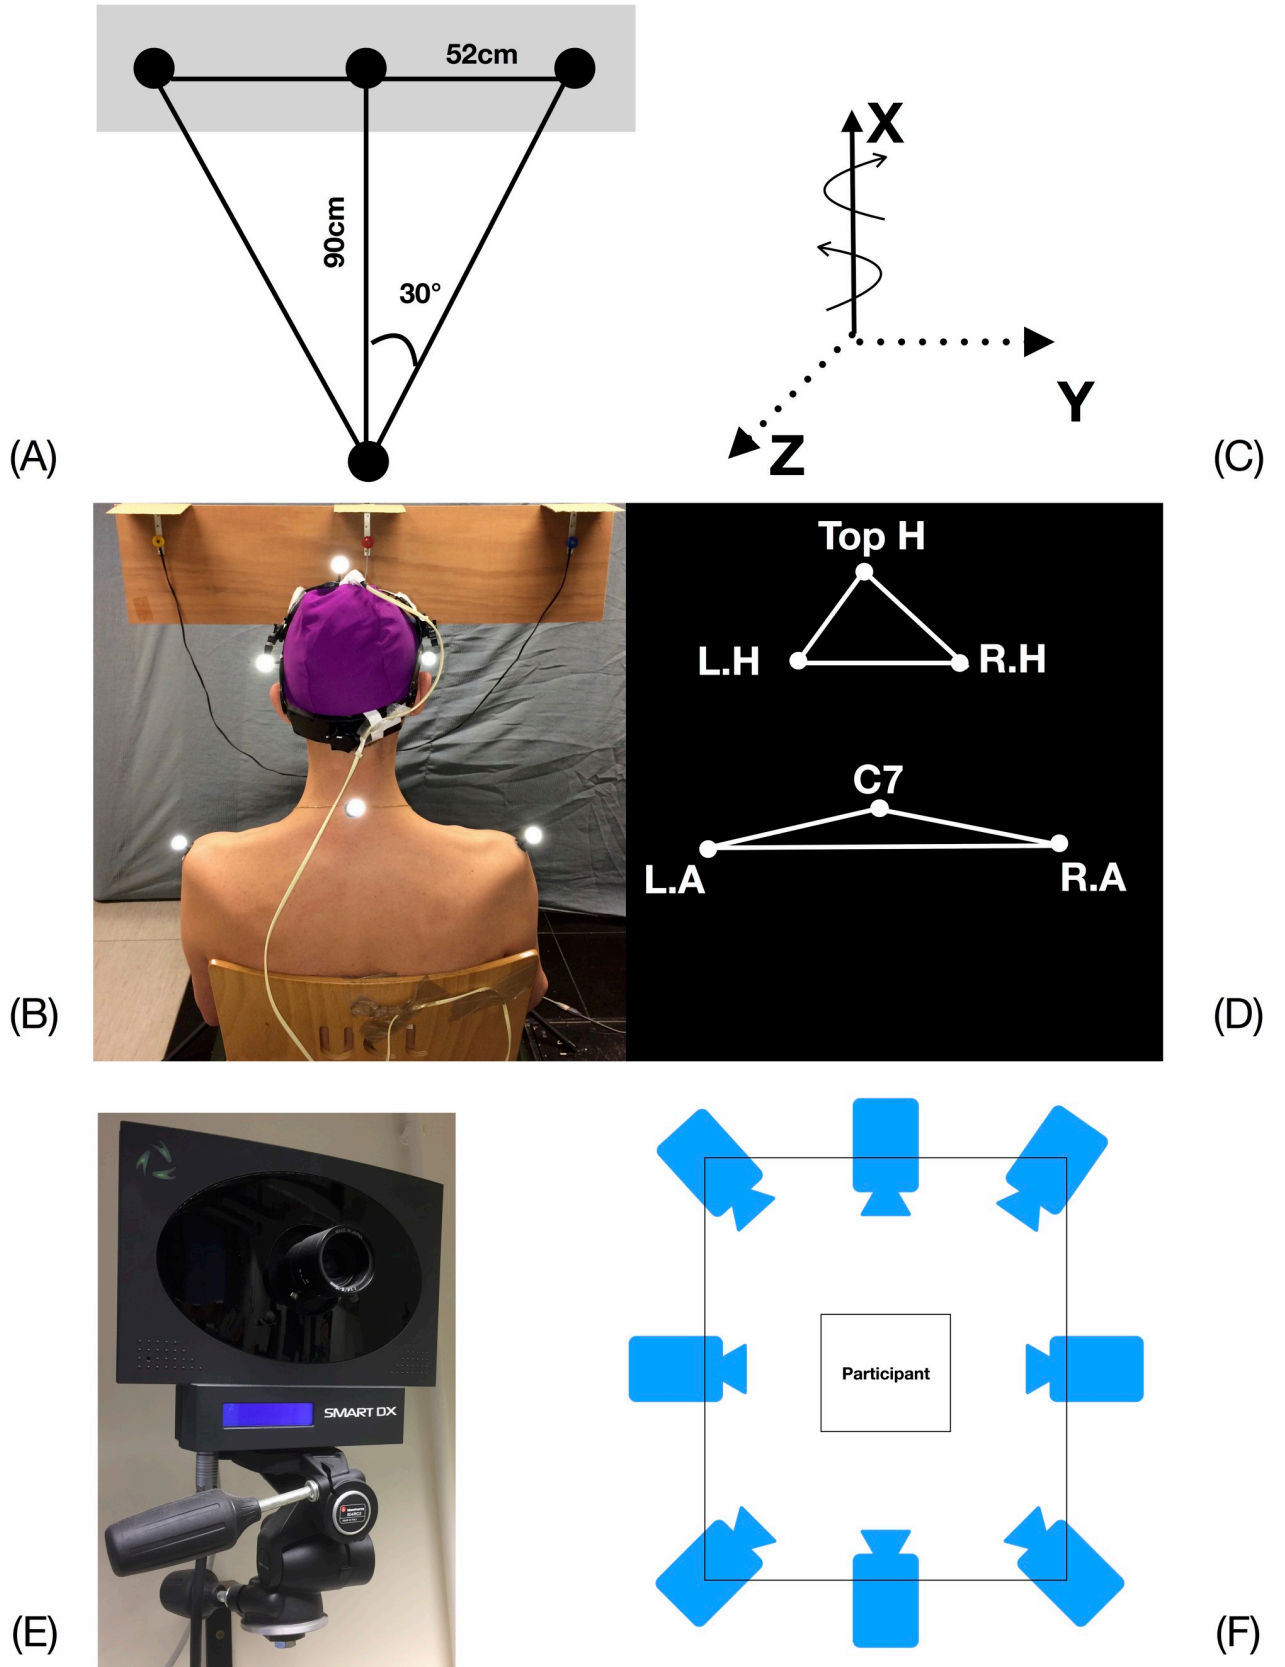 52cm
90cm
30°
(A)
X
Y
Z
(C)
(B)
Top H
L.H
R.H
C7
L.A
R.A
(D)
SMART DX
(E)
Participant
(F)